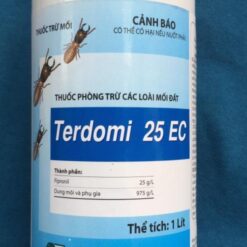 THUỐC TRỪ MỐI
CẢNH BÁO
CÓ THỂ CÓ HẠI NẾU NUỐT PHẢI
THUỐC PHÒNG TRỪ CÁC LOÀI MỐI ĐẤT
Terdomi 25 EC
Thành phần:
Fipronil 25 g/L
Dung môi và phụ gia 975 g/L
Thể tích: 1 Lít